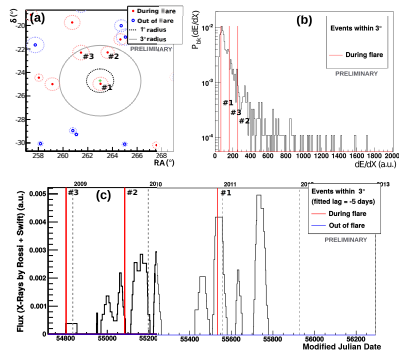 δ(°)
-20
-22
-24
-26
-28
-30
(a)
During flare
Out of flare
1° radius
3° radius
PRELIMINARY
#3
#2
#1
258
260
262
264
266
268
RA(°)
(b)
Events within 3°
During flare
PRELIMINARY
P_bk(dE/dX)
10^-2
10^-3
10^-4
#1
#3
#2
0 200 400 600 800 1000 1200 1400 1600 1800 2000
dE/dX (a.u.)
2009
2010
2011
2012
2013
#3
#2
(c)
#1
Events within 3°
(fitted lag = -5 days)
During flare
Out of flare
PRELIMINARY
Flux (X-Rays by Rossi + Swift) (a.u.)
0.005
0.004
0.003
0.002
0.001
0.000
54800
55000
55200
55400
55600
55800
56000
56200
Modified Julian Date